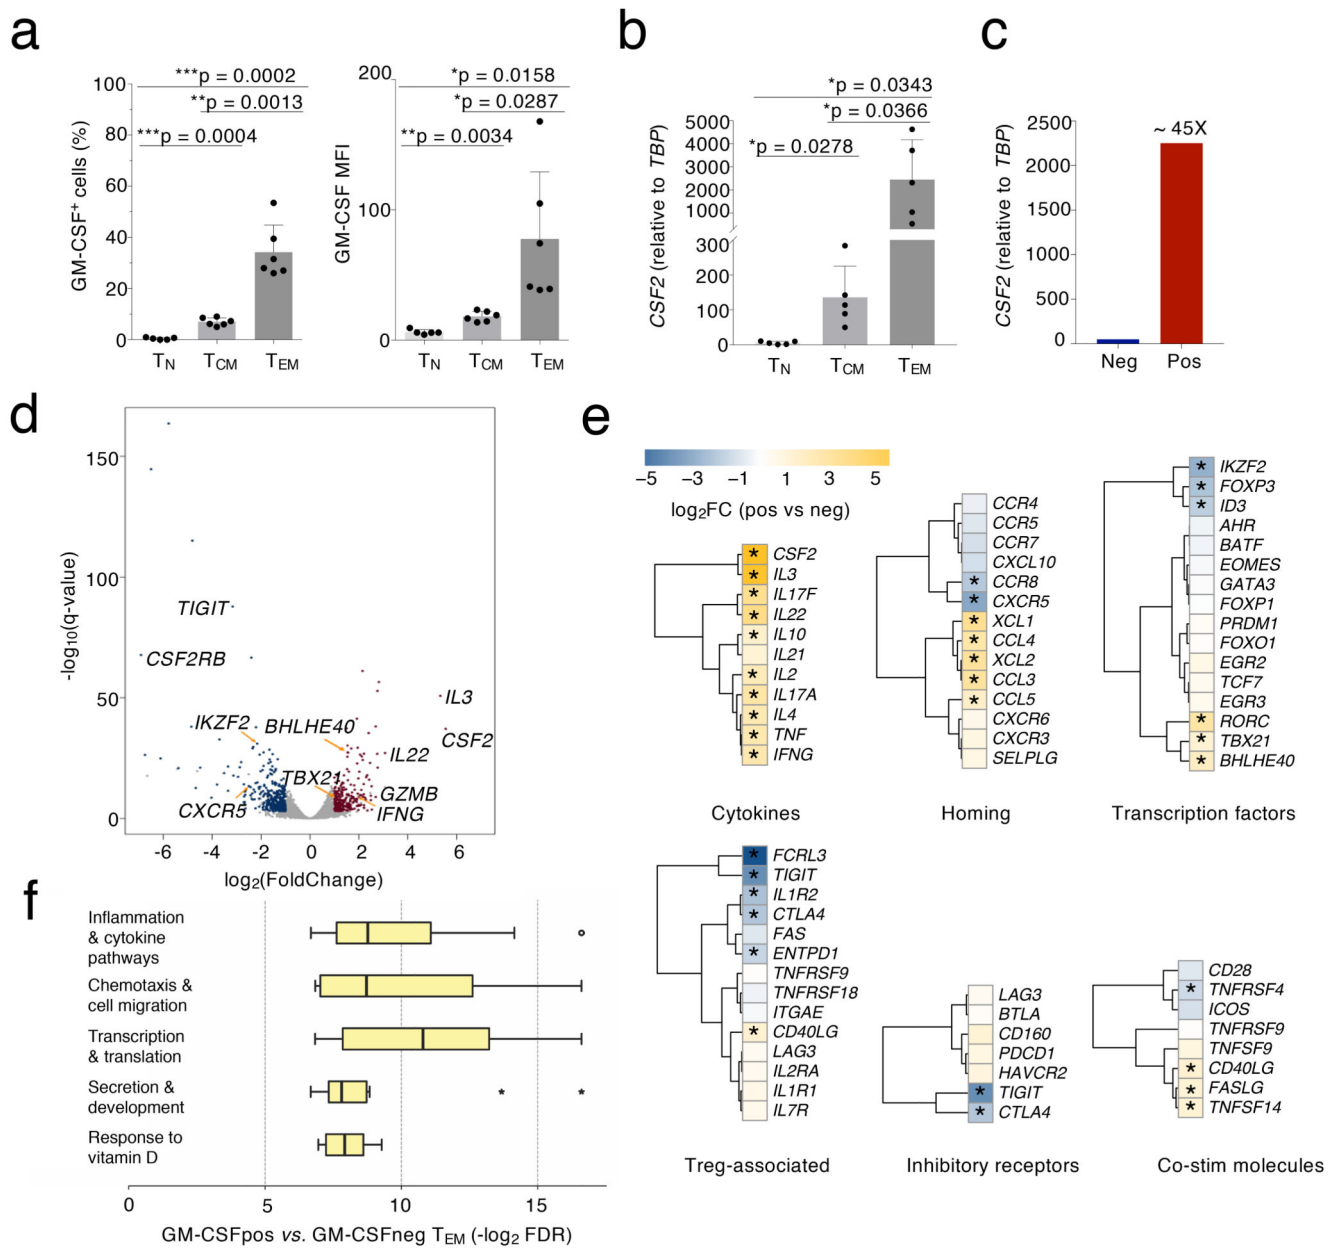 a
***p = 0.0002
**p = 0.0013
***p = 0.0004
100
80
60
40
20
0
GM-CSF+ cells (%)
TN
TCM
TEM
*p = 0.0158
*p = 0.0287
**p = 0.0034
200
100
0
GM-CSF MFI
TN
TCM
TEM
b
*p = 0.0343
*p = 0.0366
*p = 0.0278
5000
4000
3000
2000
1000
300
200
100
0
CSF2 (relative to TBP)
TN
TCM
TEM
c
~ 45X
2500
2000
1500
1000
500
0
CSF2 (relative to TBP)
Neg
Pos
d
150
100
50
0
-log10(q-value)
TIGIT
CSF2RB
IKZF2
BHLHE40
IL3
CSF2
IL22
TBX21
GZMB
CXCR5
IFNG
-6
-4
-2
0
2
4
6
log2(FoldChange)
e
−5
−3
−1
1
3
5
log2FC (pos vs neg)
* CSF2
* IL3
* IL17F
* IL22
* IL10
IL21
* IL2
* IL17A
* IL4
* TNF
* IFNG
Cytokines
CCR4
CCR5
CCR7
CXCL10
* CCR8
* CXCR5
* XCL1
* CCL4
* XCL2
* CCL3
* CCL5
CXCR6
CXCR3
SELPLG
Homing
* IKZF2
* FOXP3
* ID3
AHR
BATF
EOMES
GATA3
FOXP1
PRDM1
FOXO1
EGR2
TCF7
EGR3
* RORC
* TBX21
* BHLHE40
Transcription factors
* FCRL3
* TIGIT
* IL1R2
* CTLA4
FAS
* ENTPD1
TNFRSF9
TNFRSF18
ITGAE
* CD40LG
LAG3
IL2RA
IL1R1
IL7R
Treg-associated
LAG3
BTLA
CD160
PDCD1
HAVCR2
* TIGIT
* CTLA4
Inhibitory receptors
CD28
* TNFRSF4
ICOS
TNFRSF9
TNFSF9
* CD40LG
* FASLG
* TNFSF14
Co-stim molecules
f
Inflammation
& cytokine
pathways
Chemotaxis &
cell migration
Transcription
& translation
Secretion &
development
Response to
vitamin D
0
5
10
15
GM-CSFpos vs. GM-CSFneg TEM (-log2 FDR)